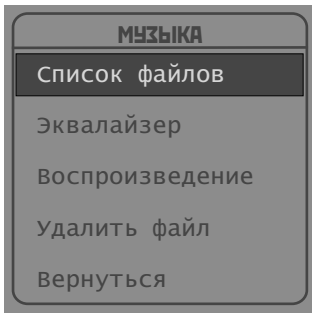 МУЗЫКА
Список файлов
Эквалайзер
Воспроизведение
Удалить файл
Вернуться